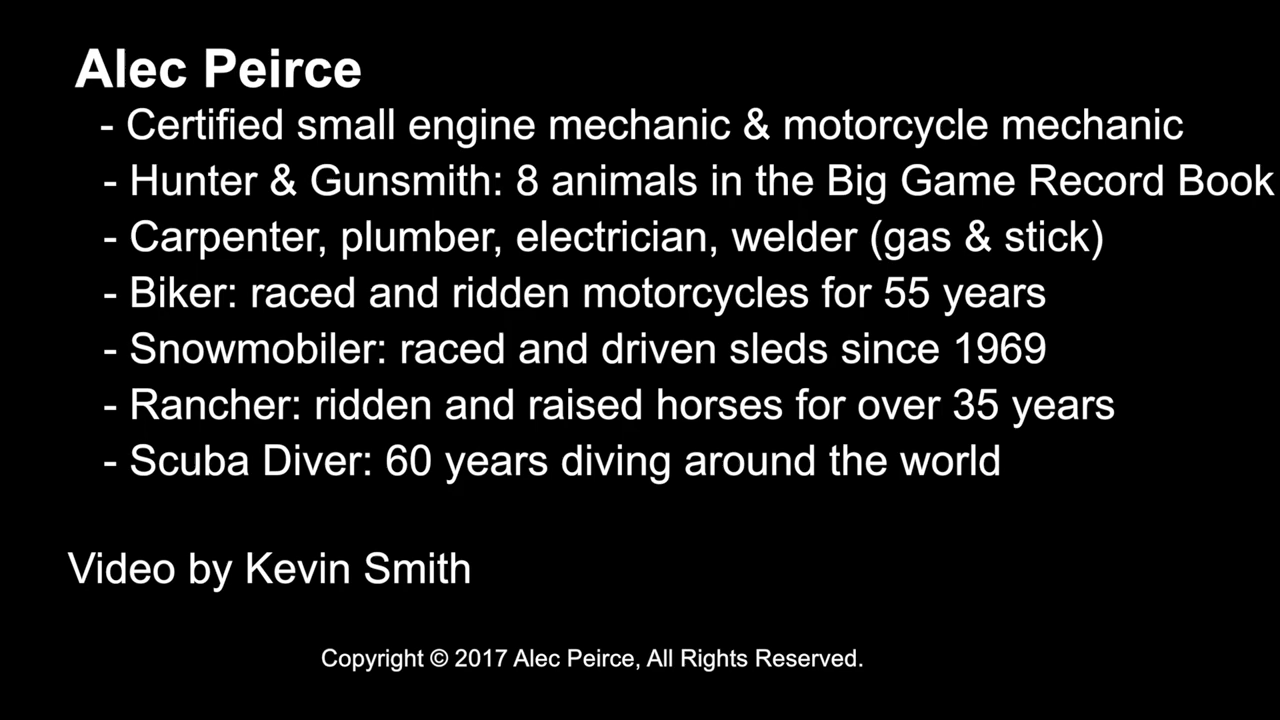 Alec Peirce
- Certified small engine mechanic & motorcycle mechanic
- Hunter & Gunsmith: 8 animals in the Big Game Record Book
- Carpenter, plumber, electrician, welder (gas & stick)
- Biker: raced and ridden motorcycles for 55 years
- Snowmobiler: raced and driven sleds since 1969
- Rancher: ridden and raised horses for over 35 years
- Scuba Diver: 60 years diving around the world
Video by Kevin Smith
Copyright © 2017 Alec Peirce, All Rights Reserved.